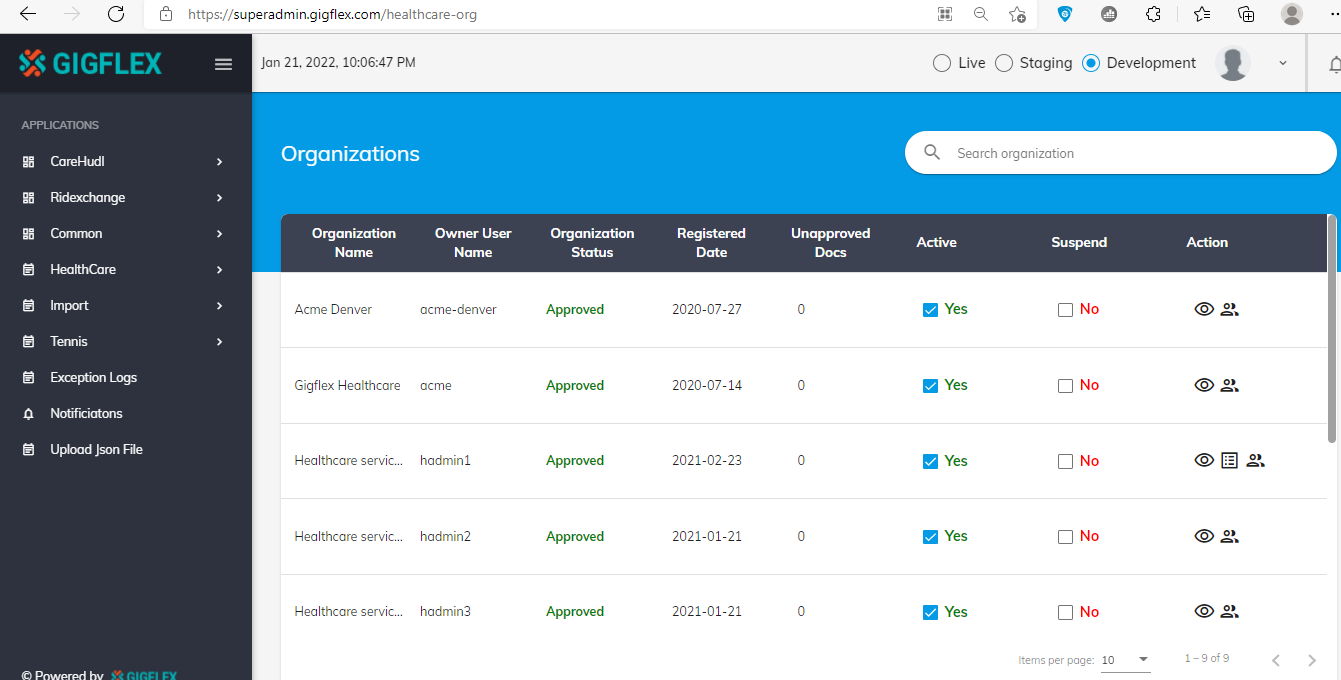 https://superadmin.gigflex.com/healthcare-org
GIGFLEX
Jan 21, 2022, 10:06:47 PM
Live Staging Development
APPLICATIONS
CareHudl
Ridexchange
Common
HealthCare
Import
Tennis
Exception Logs
Notificiatons
Upload Json File
© Powered by GIGFLEX
Organizations
Search organization
Organization Name Owner User Name Organization Status Registered Date Unapproved Docs Active Suspend Action
Acme Denver acme-denver Approved 2020-07-27 0 Yes No
Gigflex Healthcare acme Approved 2020-07-14 0 Yes No
Healthcare servic... hadmin1 Approved 2021-02-23 0 Yes No
Healthcare servic... hadmin2 Approved 2021-01-21 0 Yes No
Healthcare servic... hadmin3 Approved 2021-01-21 0 Yes No
Items per page: 10 1 – 9 of 9